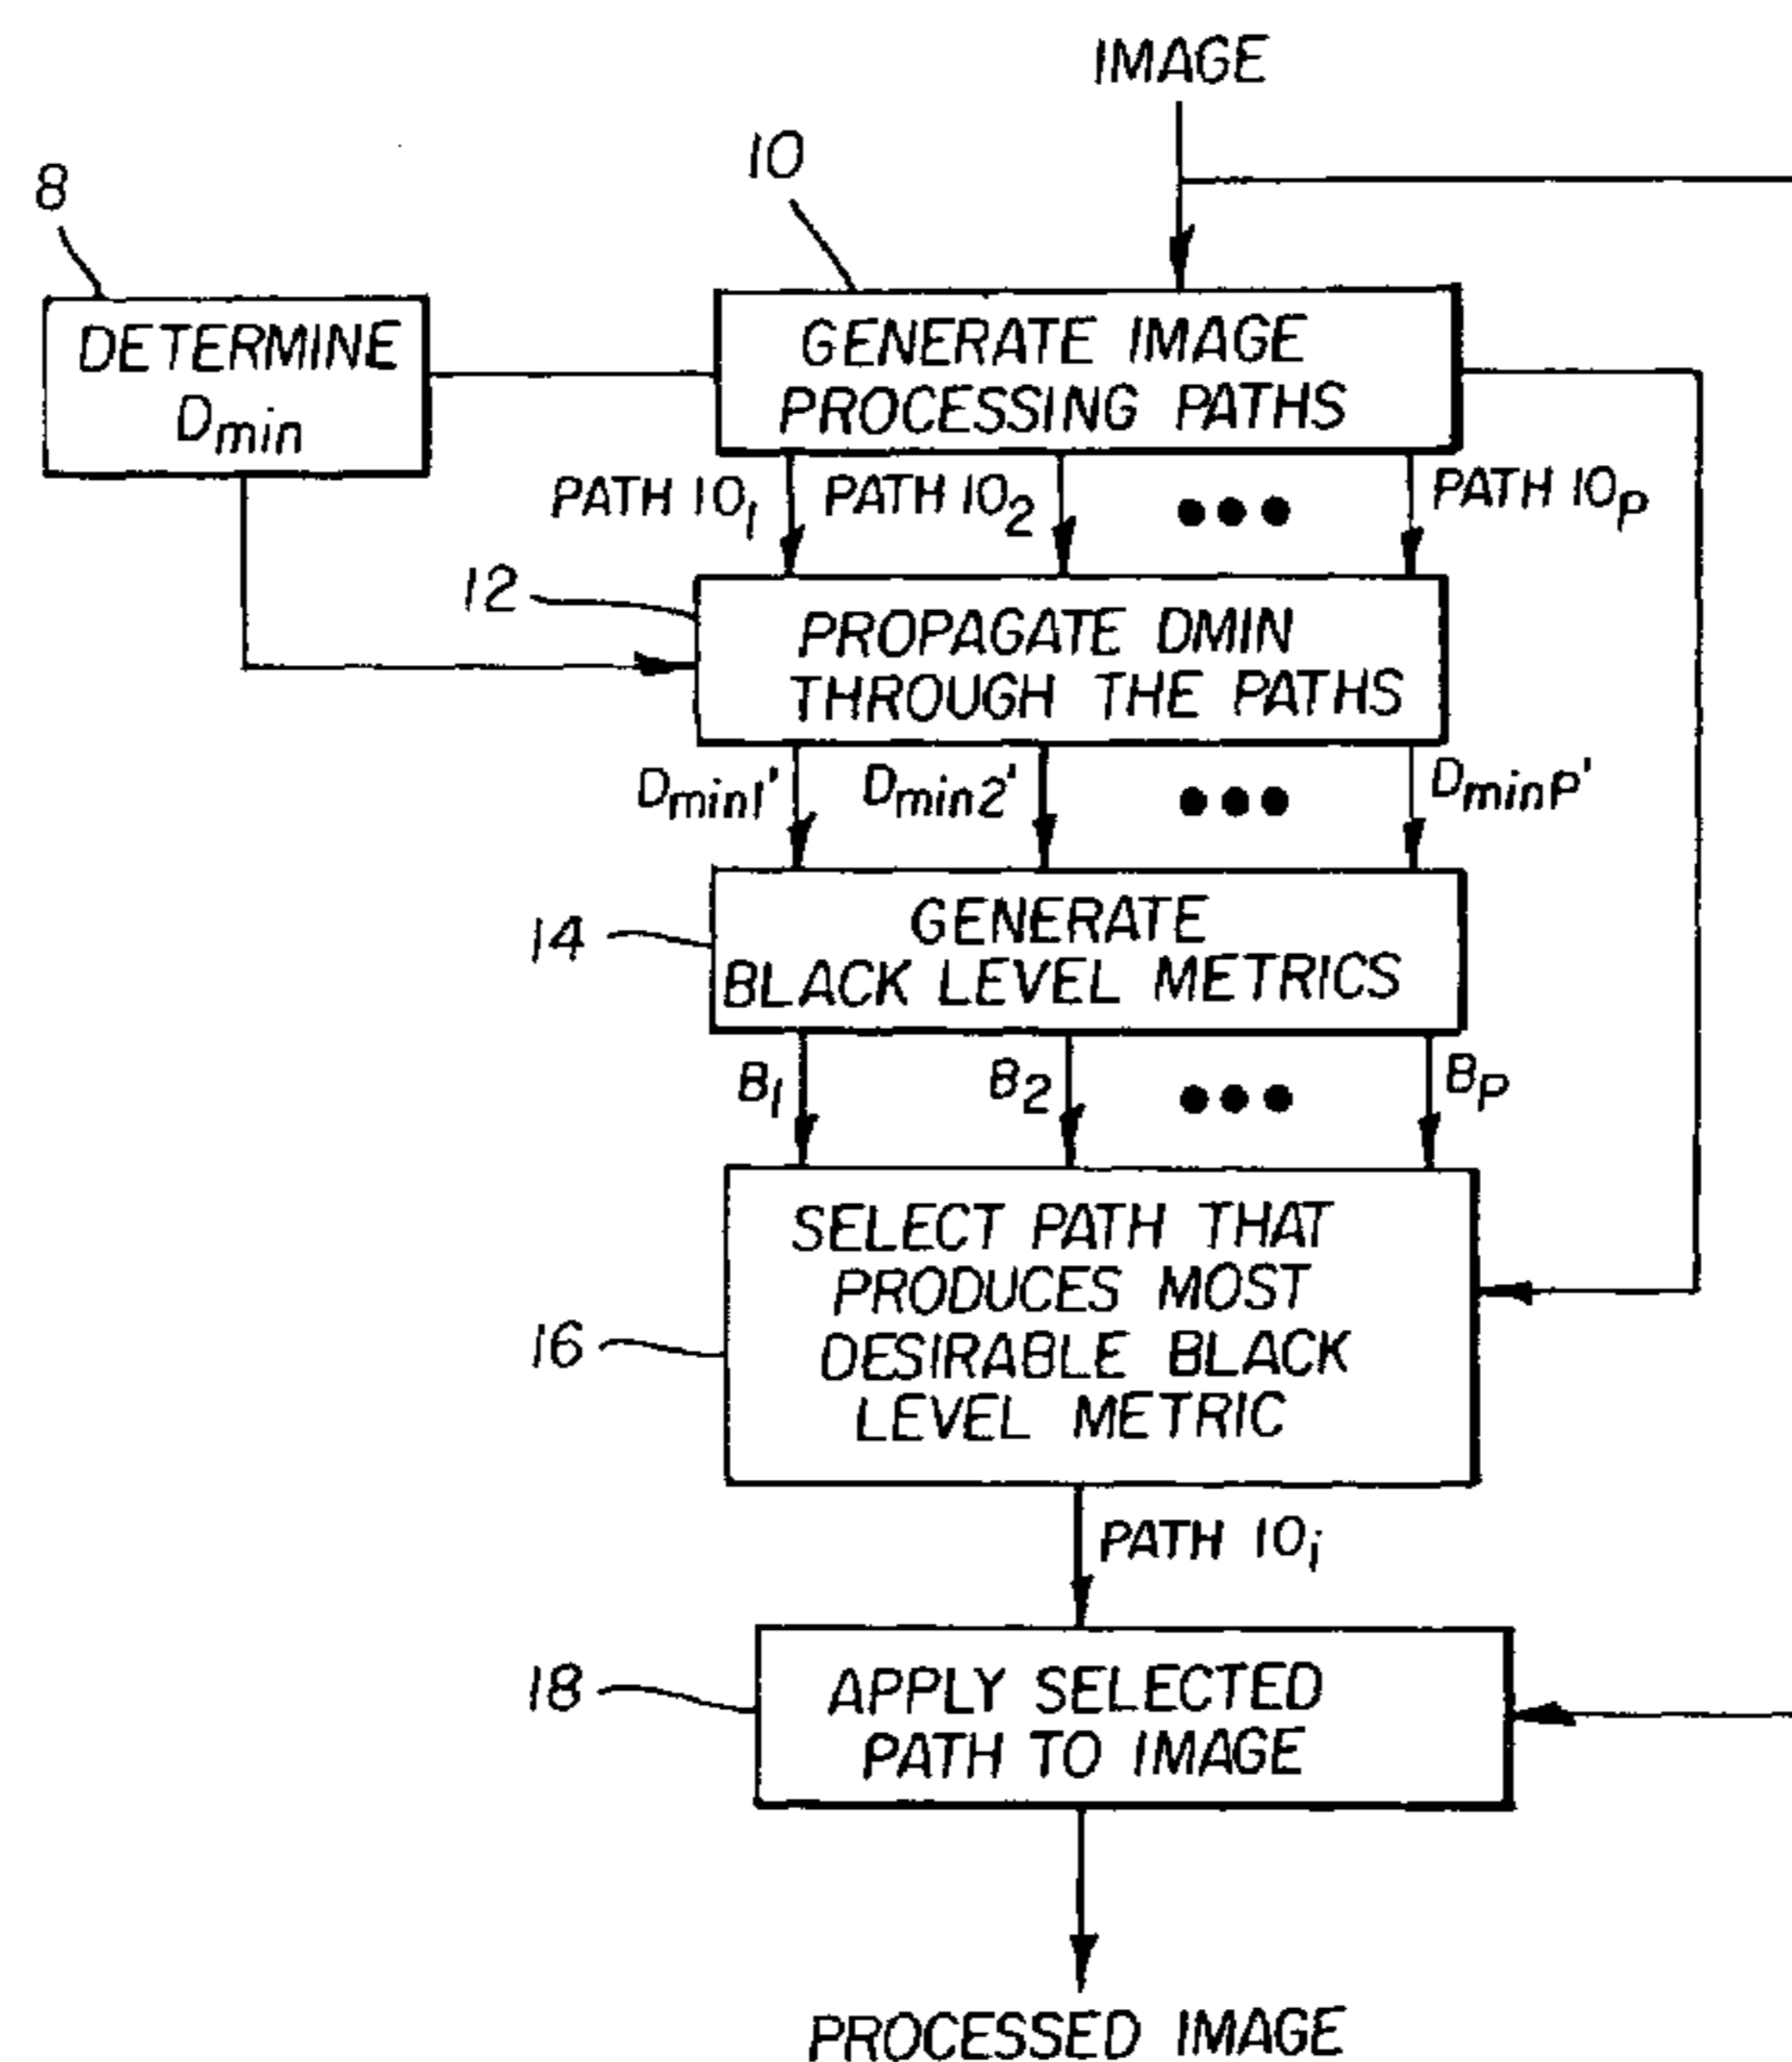 IMAGE
10
8
DETERMINE
Dmin
GENERATE IMAGE
PROCESSING PATHS
PATH 10₁
PATH 10₂
•••
PATH 10P
12
PROPAGATE DMIN
THROUGH THE PATHS
Dmin1'
Dmin2'
•••
DminP'
14
GENERATE
BLACK LEVEL METRICS
B₁
B₂
•••
BP
16
SELECT PATH THAT
PRODUCES MOST
DESIRABLE BLACK
LEVEL METRIC
PATH 10i
18
APPLY SELECTED
PATH TO IMAGE
PROCESSED IMAGE